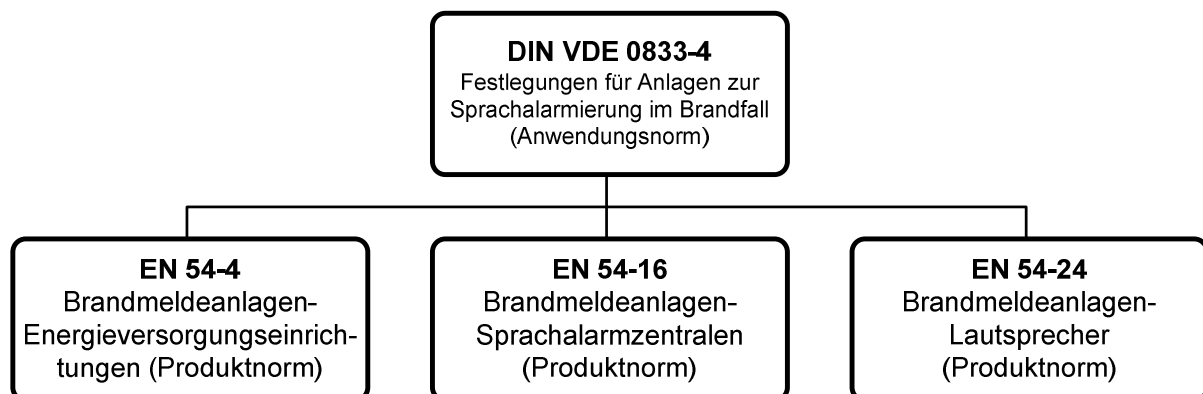 DIN VDE 0833-4
Festlegungen für Anlagen zur
Sprachalarmierung im Brandfall
(Anwendungsnorm)
EN 54-4
Brandmeldeanlagen-
Energieversorgungseinrich-
tungen (Produktnorm)
EN 54-16
Brandmeldeanlagen-
Sprachalarmzentralen
(Produktnorm)
EN 54-24
Brandmeldeanlagen-
Lautsprecher
(Produktnorm)